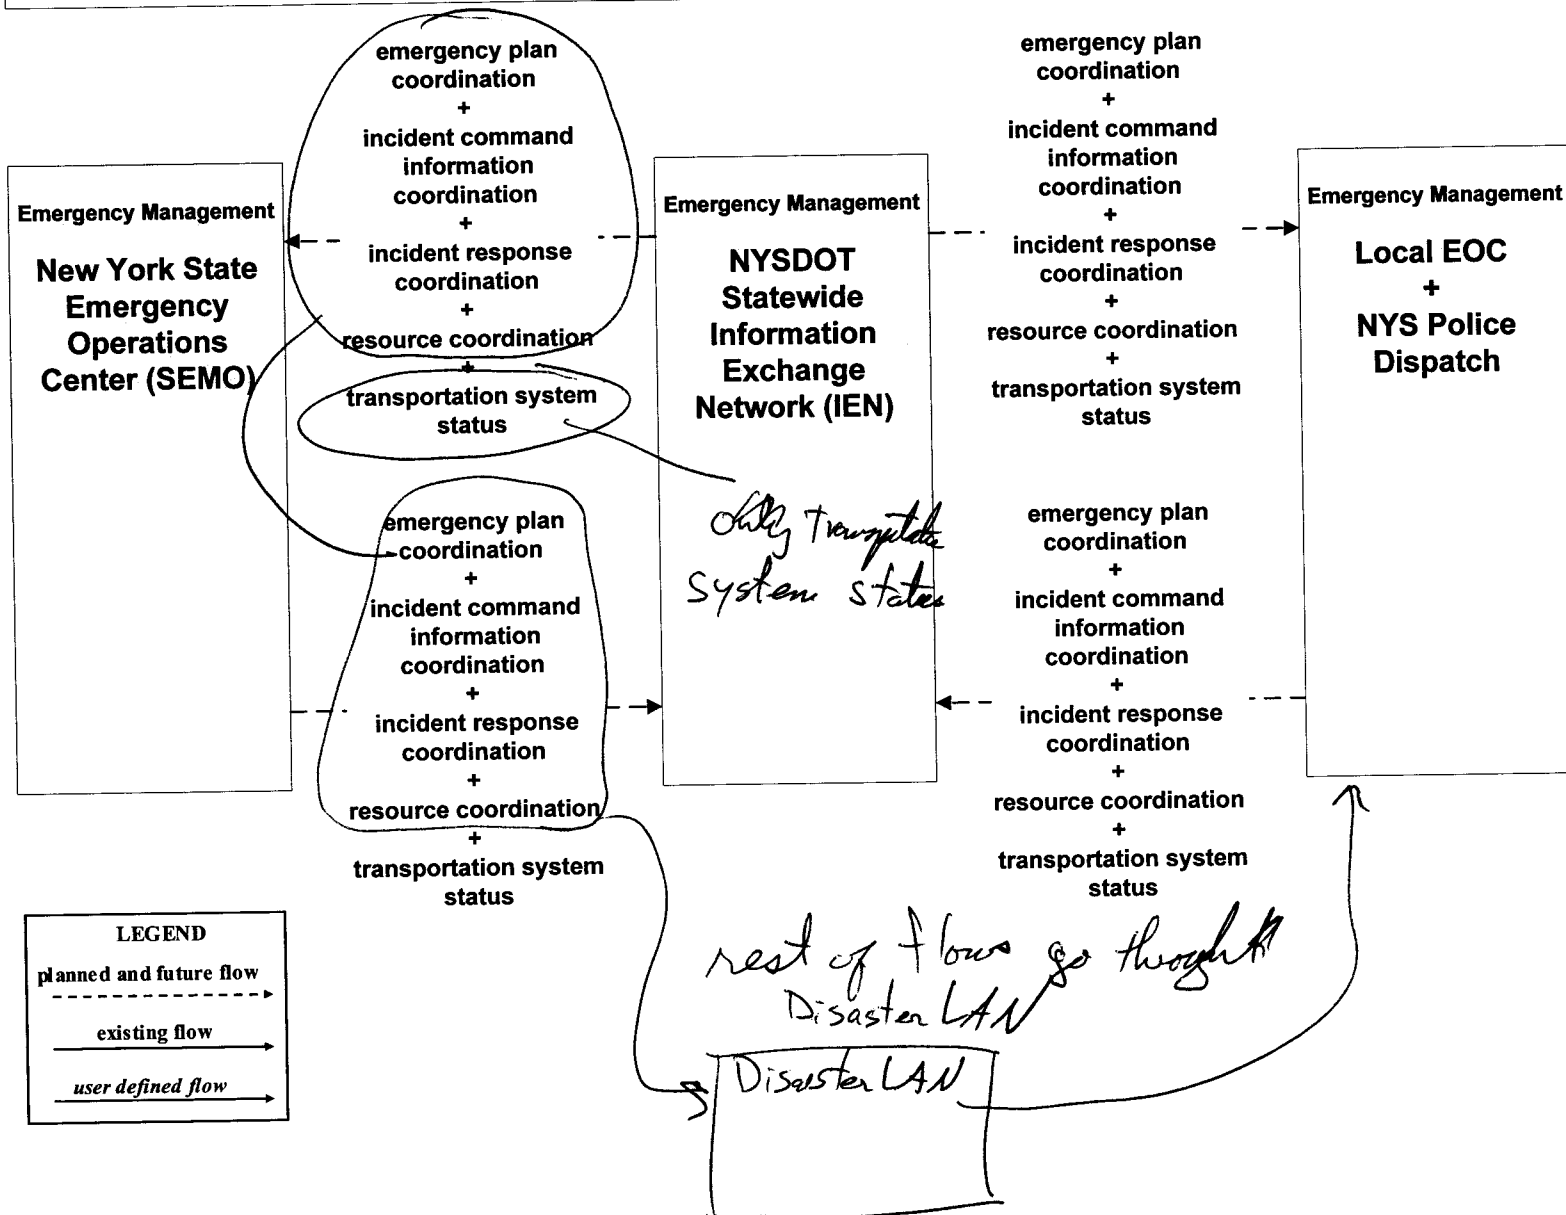 emergency plan
coordination
+
incident command
information
coordination
+
incident response
coordination
+
resource coordination
+
transportation system
status
emergency plan
coordination
+
incident command
information
coordination
+
incident response
coordination
+
resource coordination
+
transportation system
status
Emergency Management
New York State
Emergency
Operations
Center (SEMO)
Emergency Management
NYSDOT
Statewide
Information
Exchange
Network (IEN)
Emergency Management
Local EOC
+
NYS Police
Dispatch
only
system status
emergency plan
coordination
+
incident command
information
coordination
+
incident response
coordination
+
resource coordination
+
transportation system
status
emergency plan
coordination
+
incident command
information
coordination
+
incident response
coordination
+
resource coordination
+
transportation system
status
LEGEND
planned and future flow
existing flow
user defined flow
rest of flows go
Disaster LAN
Disaster LAN